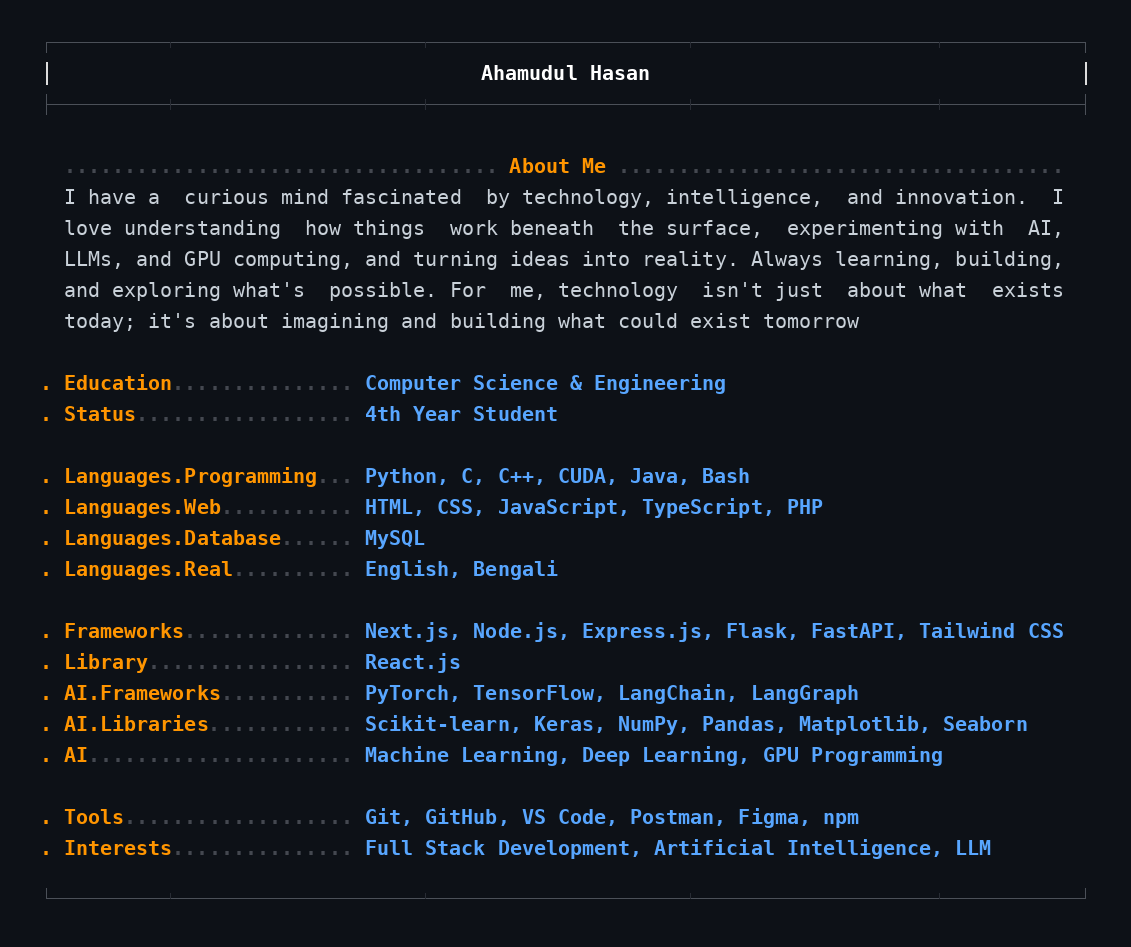 Ahamudul Hasan
.................................... About Me .....................................
I have a  curious mind fascinated  by technology, intelligence,  and innovation.  I
love understanding  how things  work beneath  the surface,  experimenting with  AI,
LLMs, and GPU computing, and turning ideas into reality. Always learning, building,
and exploring what's  possible. For  me, technology  isn't just  about what  exists
today; it's about imagining and building what could exist tomorrow
. Education............... Computer Science & Engineering
. Status.................. 4th Year Student
. Languages.Programming... Python, C, C++, CUDA, Java, Bash
. Languages.Web........... HTML, CSS, JavaScript, TypeScript, PHP
. Languages.Database...... MySQL
. Languages.Real.......... English, Bengali
. Frameworks.............. Next.js, Node.js, Express.js, Flask, FastAPI, Tailwind CSS
. Library................. React.js
. AI.Frameworks........... PyTorch, TensorFlow, LangChain, LangGraph
. AI.Libraries............ Scikit-learn, Keras, NumPy, Pandas, Matplotlib, Seaborn
. AI...................... Machine Learning, Deep Learning, GPU Programming
. Tools................... Git, GitHub, VS Code, Postman, Figma, npm
. Interests............... Full Stack Development, Artificial Intelligence, LLM